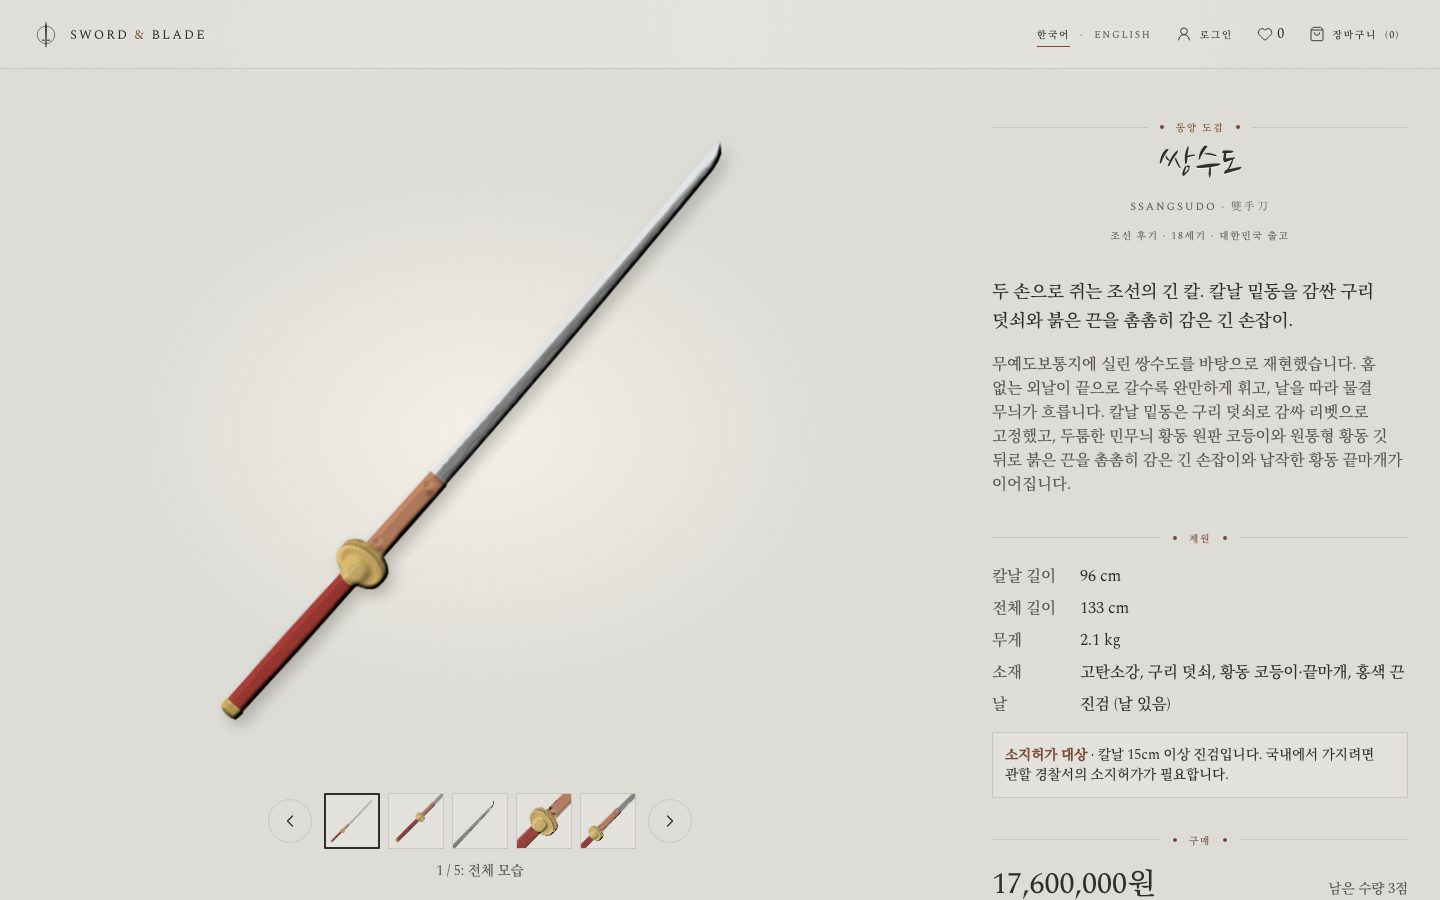 SWORD & BLADE
한국어 · ENGLISH 로그인 0 장바구니 (0)
동양 도검
쌍수도
SSANGSUDO · 雙手刀
조선 후기 · 18세기 · 대한민국 출고
두 손으로 쥐는 조선의 긴 칼. 칼날 밑동을 감싼 구리
덧쇠와 붉은 끈을 촘촘히 감은 긴 손잡이.
무예도보통지에 실린 쌍수도를 바탕으로 재현했습니다. 홈
없는 외날이 끝으로 갈수록 완만하게 휘고, 날을 따라 물결
무늬가 흐릅니다. 칼날 밑동은 구리 덧쇠로 감싸 리벳으로
고정했고, 두툼한 민무늬 황동 원판 코등이와 원통형 황동 깃
뒤로 붉은 끈을 촘촘히 감은 긴 손잡이와 납작한 황동 끝마개가
이어집니다.
제원
칼날 길이 96 cm
전체 길이 133 cm
무게 2.1 kg
소재 고탄소강, 구리 덧쇠, 황동 코등이·끝마개, 홍색 끈
날 진검 (날 있음)
소지허가 대상 · 칼날 15cm 이상 진검입니다. 국내에서 가지려면
관할 경찰서의 소지허가가 필요합니다.
구매
17,600,000원 남은 수량 3점
1 / 5: 전체 모습